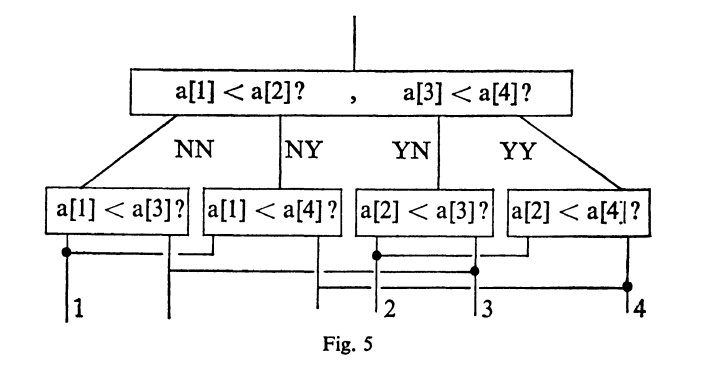 a[1] < a[2]? , a[3] < a[4]?
NN NY YN YY
a[1] < a[3]? a[1] < a[4]? a[2] < a[3]? a[2] < a[4]?
1 2 3 4
Fig. 5